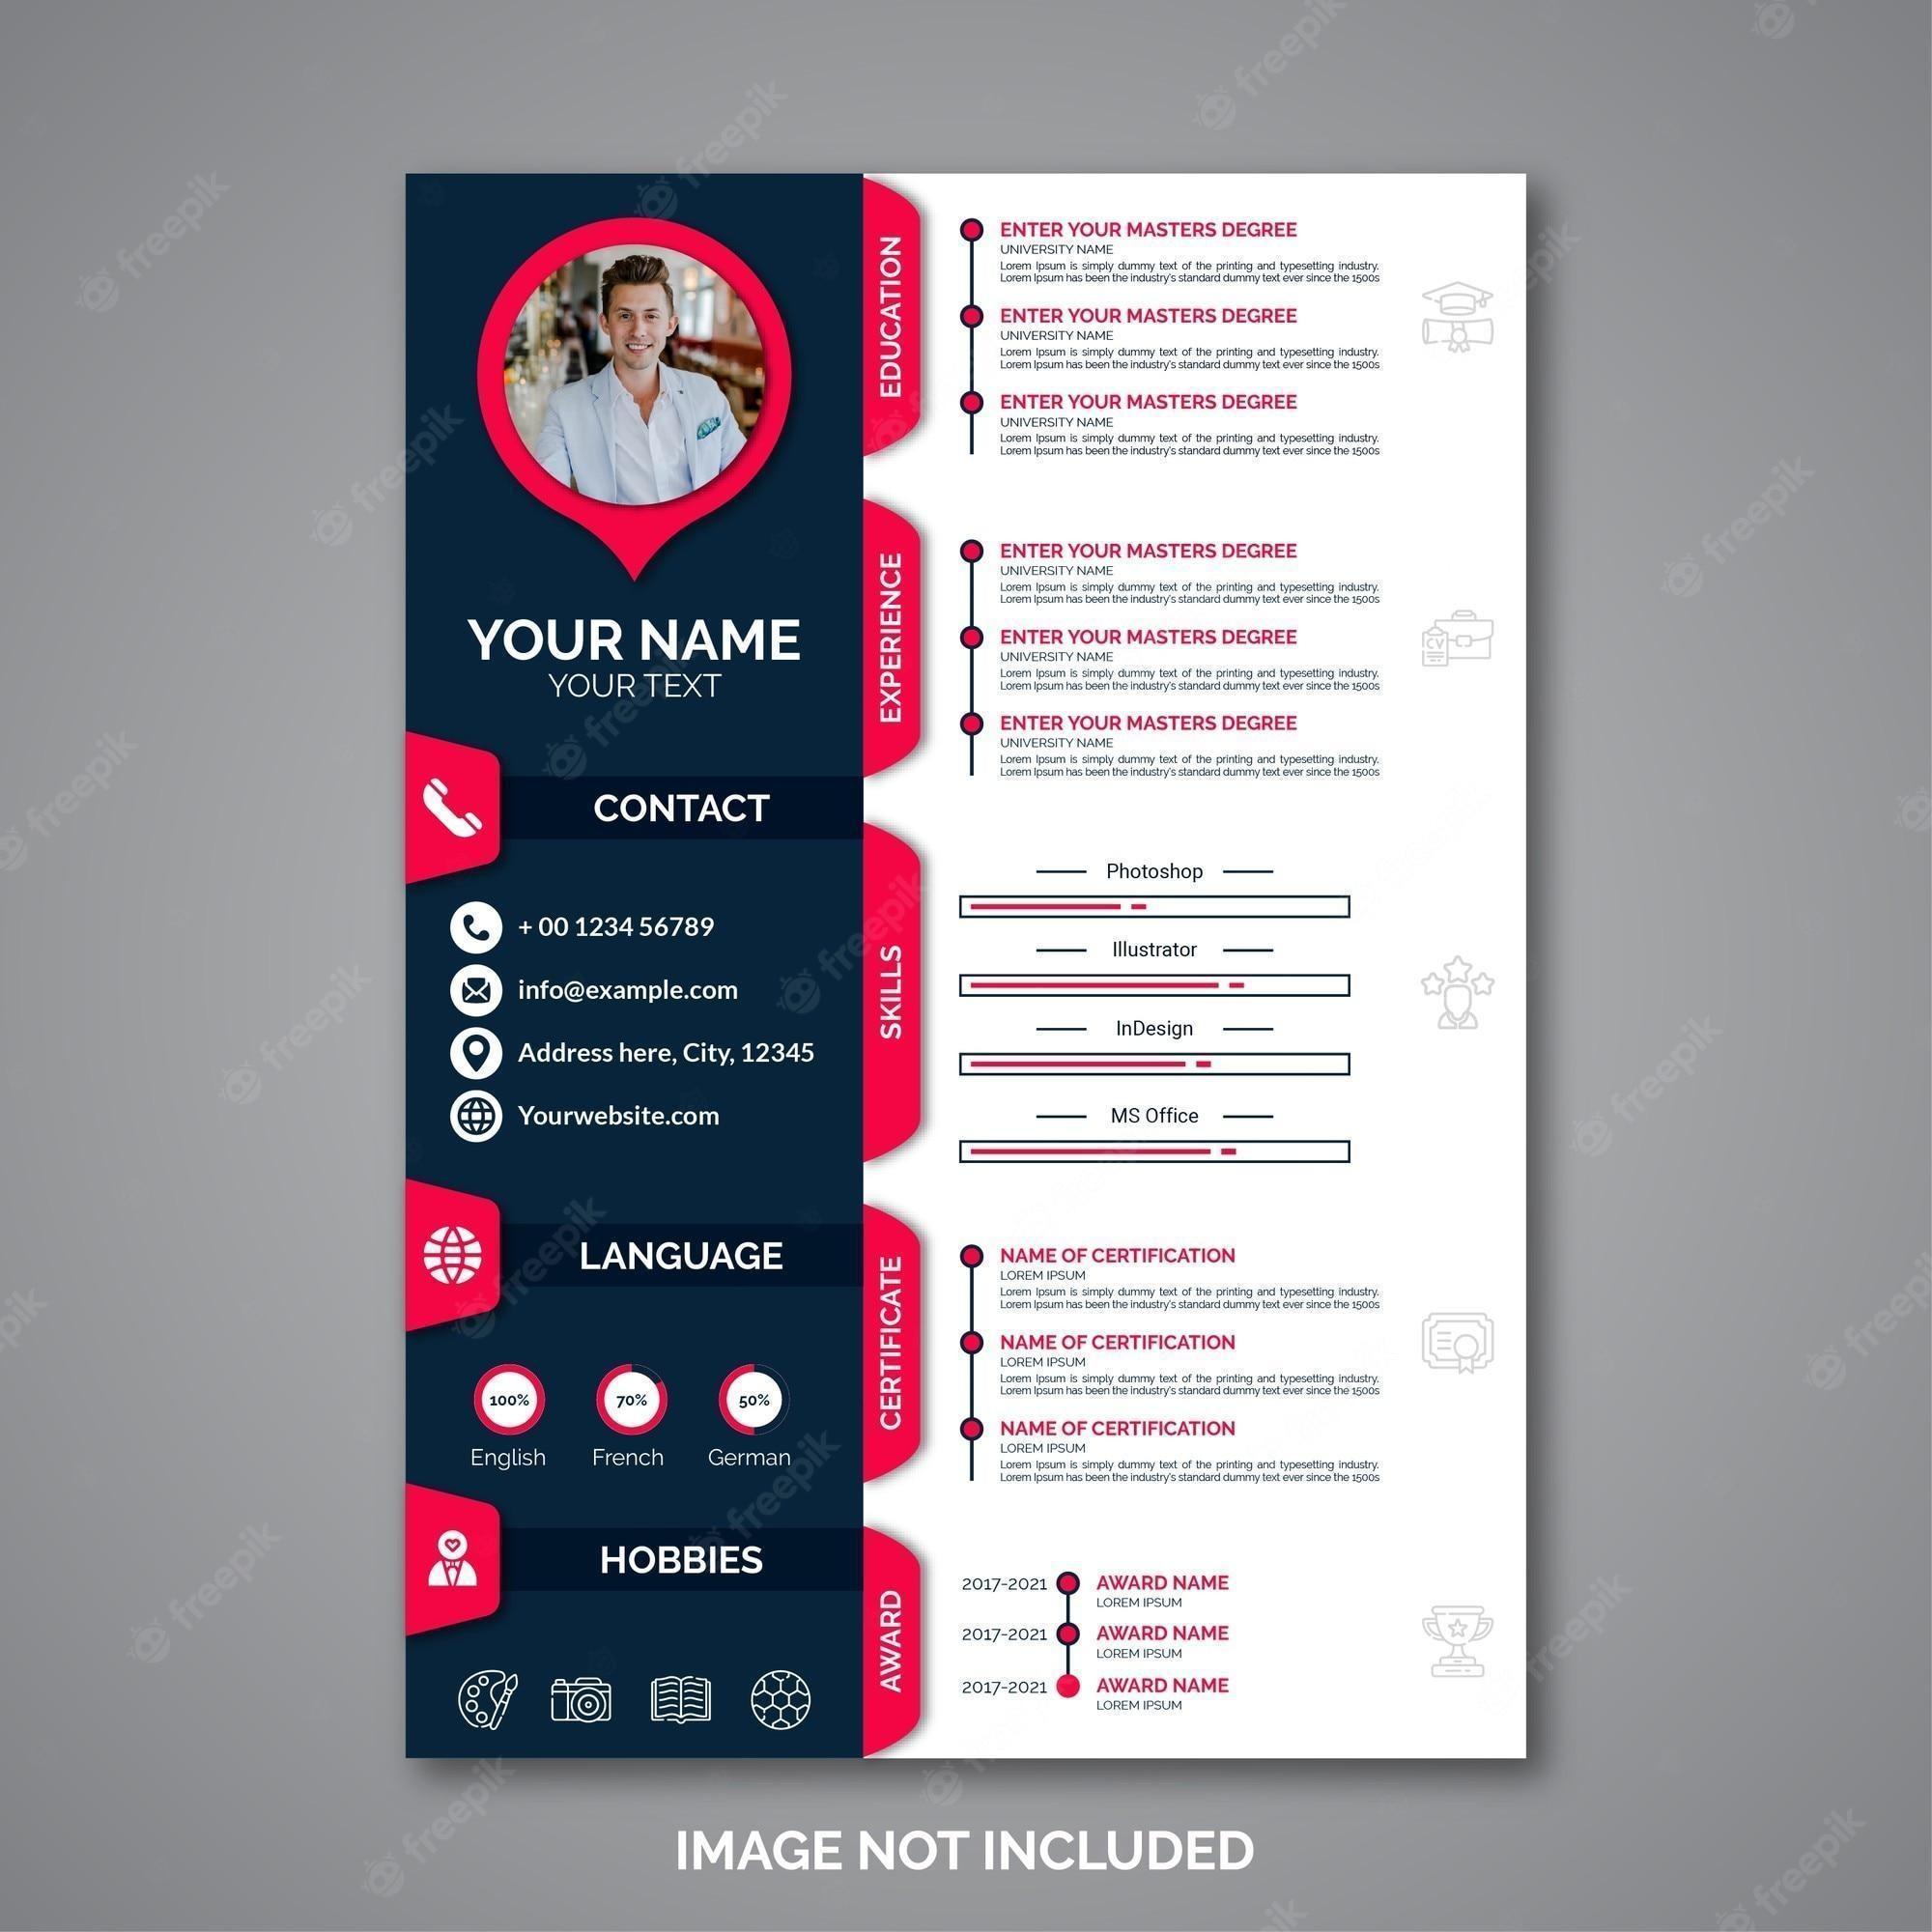 YOUR NAME
YOUR TEXT
CONTACT
+ 00 1234 56789
info@example.com
Address here, City, 12345
Yourwebsite.com
LANGUAGE
100%
70%
50%
English
French
German
HOBBIES
EDUCATION
ENTER YOUR MASTERS DEGREE
UNIVERSITY NAME
Lorem Ipsum is simply dummy text of the printing and typesetting industry.
Lorem Ipsum has been the industry's standard dummy text ever since the 1500s
ENTER YOUR MASTERS DEGREE
UNIVERSITY NAME
Lorem Ipsum is simply dummy text of the printing and typesetting industry.
Lorem Ipsum has been the industry's standard dummy text ever since the 1500s
ENTER YOUR MASTERS DEGREE
UNIVERSITY NAME
Lorem Ipsum is simply dummy text of the printing and typesetting industry.
Lorem Ipsum has been the industry's standard dummy text ever since the 1500s
EXPERIENCE
ENTER YOUR MASTERS DEGREE
UNIVERSITY NAME
Lorem Ipsum is simply dummy text of the printing and typesetting industry.
Lorem Ipsum has been the industry's standard dummy text ever since the 1500s
ENTER YOUR MASTERS DEGREE
UNIVERSITY NAME
Lorem Ipsum is simply dummy text of the printing and typesetting industry.
Lorem Ipsum has been the industry's standard dummy text ever since the 1500s
ENTER YOUR MASTERS DEGREE
UNIVERSITY NAME
Lorem Ipsum is simply dummy text of the printing and typesetting industry.
Lorem Ipsum has been the industry's standard dummy text ever since the 1500s
CV
SKILLS
Photoshop
Illustrator
InDesign
MS Office
CERTIFICATE
NAME OF CERTIFICATION
LOREM IPSUM
Lorem Ipsum is simply dummy text of the printing and typesetting industry.
Lorem Ipsum has been the industry's standard dummy text ever since the 1500s
NAME OF CERTIFICATION
LOREM IPSUM
Lorem Ipsum is simply dummy text of the printing and typesetting industry.
Lorem Ipsum has been the industry's standard dummy text ever since the 1500s
NAME OF CERTIFICATION
LOREM IPSUM
Lorem Ipsum is simply dummy text of the printing and typesetting industry.
Lorem Ipsum has been the industry's standard dummy text ever since the 1500s
AWARD
2017-2021 AWARD NAME
LOREM IPSUM
2017-2021 AWARD NAME
LOREM IPSUM
2017-2021 AWARD NAME
LOREM IPSUM
IMAGE NOT INCLUDED
freepik